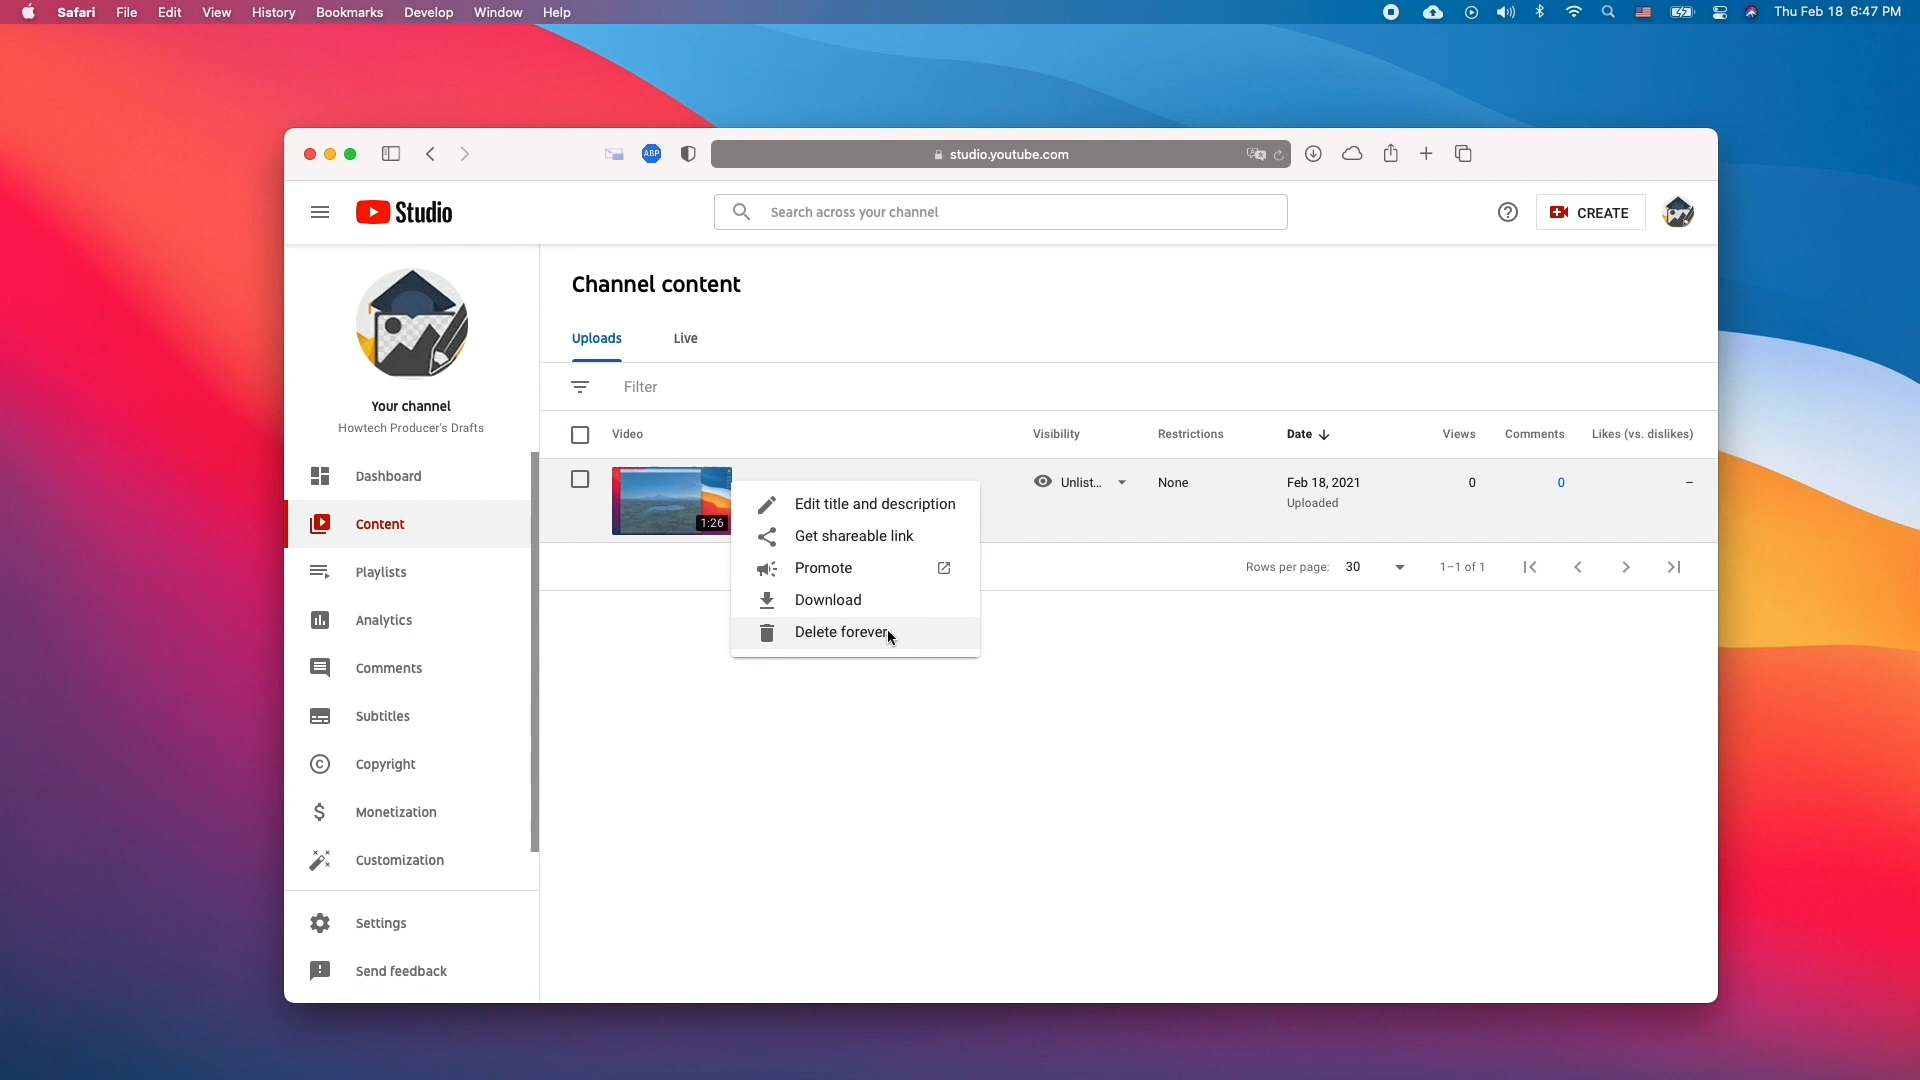 Safari File Edit View History Bookmarks Develop Window Help Thu Feb 18 6:47 PM
ABP studio.youtube.com
Studio Search across your channel CREATE
Your channel
Howtech Producer's Drafts
Dashboard
Content
Playlists
Analytics
Comments
Subtitles
Copyright
Monetization
Customization
Settings
Send feedback
Channel content
Uploads Live
Filter
Video Visibility Restrictions Date Views Comments Likes (vs. dislikes)
1:26 Unlist... None Feb 18, 2021 0 0 –
Uploaded
Edit title and description
Get shareable link
Promote
Download
Delete forever
Rows per page: 30 1–1 of 1